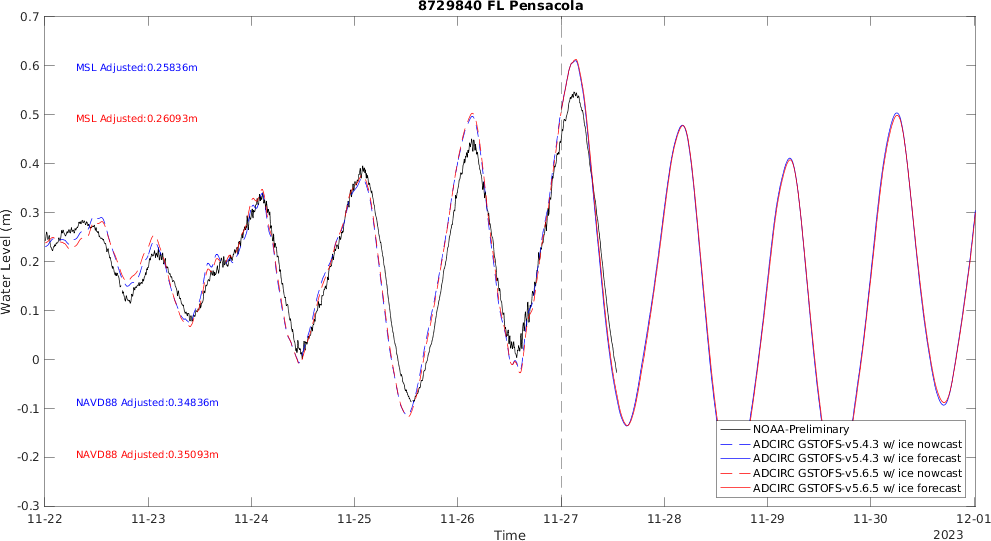 8729840 FL Pensacola
0.7
0.6
0.5
0.4
0.3
0.2
0.1
0
-0.1
-0.2
-0.3
Water Level (m)
MSL Adjusted:0.25836m
MSL Adjusted:0.26093m
NAVD88 Adjusted:0.34836m
NAVD88 Adjusted:0.35093m
NOAA-Preliminary
ADCIRC GSTOFS-v5.4.3 w/ ice nowcast
ADCIRC GSTOFS-v5.4.3 w/ ice forecast
ADCIRC GSTOFS-v5.6.5 w/ ice nowcast
ADCIRC GSTOFS-v5.6.5 w/ ice forecast
11-22 11-23 11-24 11-25 11-26 11-27 11-28 11-29 11-30 12-01
Time
2023